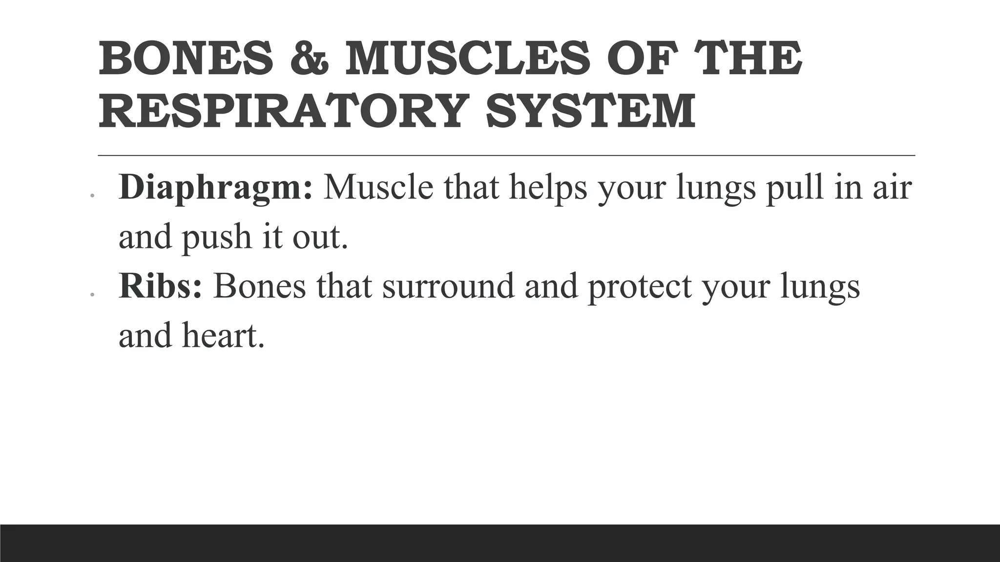 BONES & MUSCLES OF THE
RESPIRATORY SYSTEM
• Diaphragm: Muscle that helps your lungs pull in air
and push it out.
• Ribs: Bones that surround and protect your lungs
and heart.